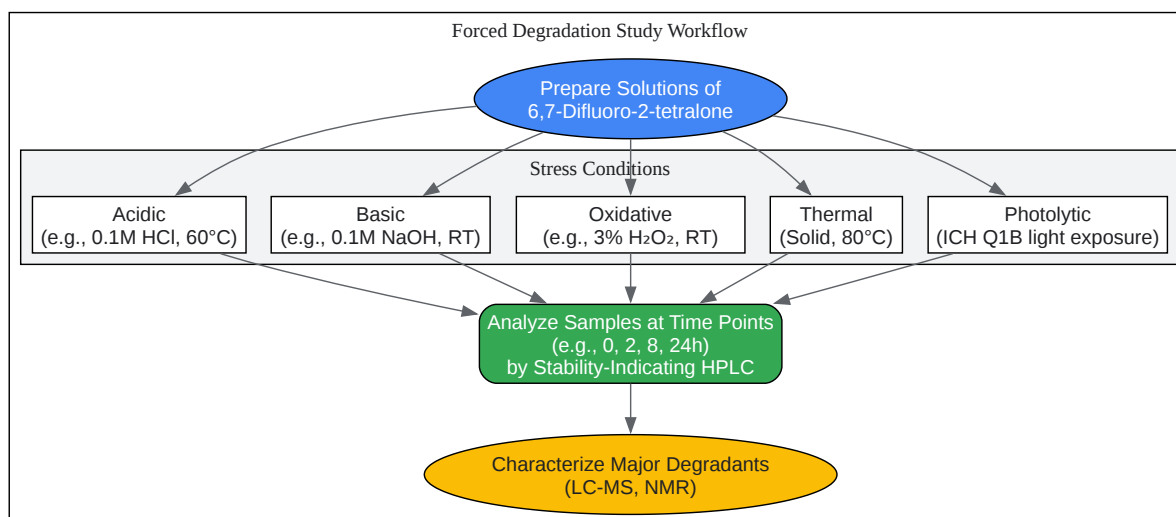 Forced Degradation Study Workflow
Prepare Solutions of
6,7-Difluoro-2-tetralone
Stress Conditions
Acidic
(e.g., 0.1M HCl, 60°C)
Basic
(e.g., 0.1M NaOH, RT)
Oxidative
(e.g., 3% H₂O₂, RT)
Thermal
(Solid, 80°C)
Photolytic
(ICH Q1B light exposure)
Analyze Samples at Time Points
(e.g., 0, 2, 8, 24h)
by Stability-Indicating HPLC
Characterize Major Degradants
(LC-MS, NMR)